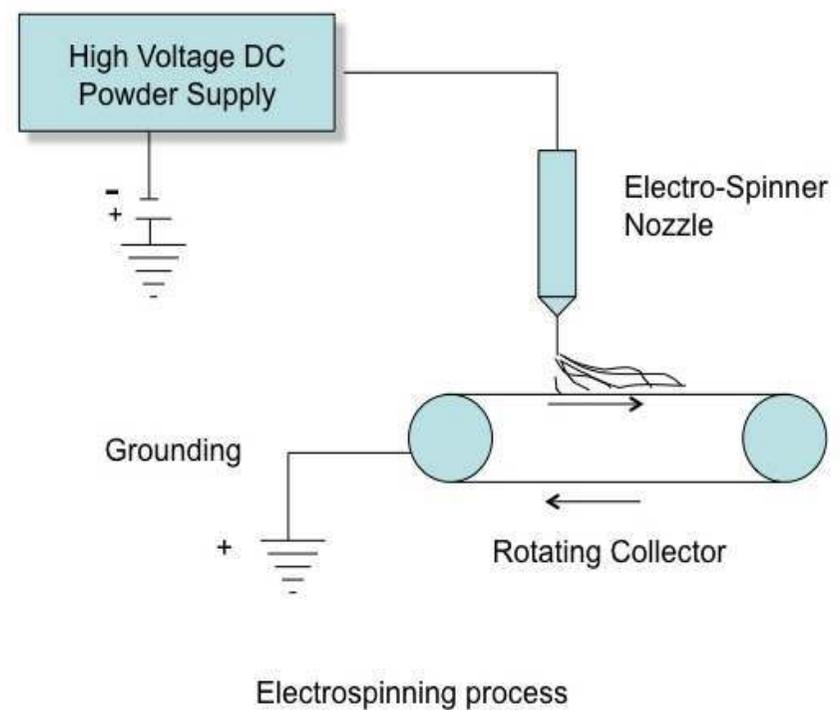 High Voltage DC
Powder Supply
-
+
Electro-Spinner
Nozzle
Grounding
+
Rotating Collector
Electrospinning process